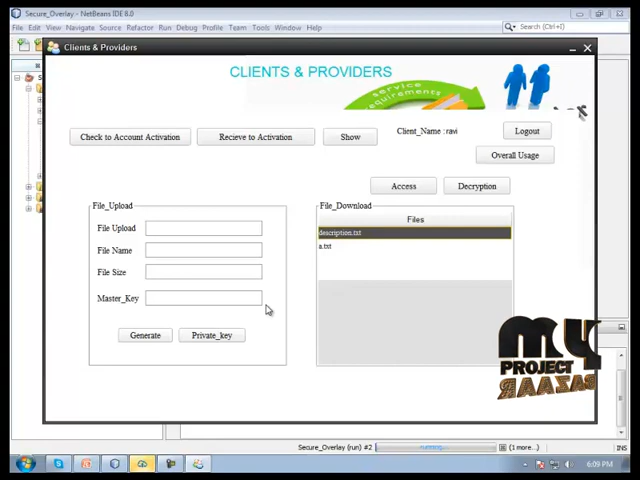 Secure_Overlay - NetBeans IDE 8.0
File Edit View Navigate Source Refactor Run Debug Profile Team Tools Window Help
Search (Ctrl+I)
Clients & Providers
CLIENTS & PROVIDERS
service
requirements
Check to Account Activation
Recieve to Activation
Show
Client_Name : ravi
Logout
Overall Usage
Access
Decryption
File_Upload
File Upload
File Name
File Size
Master_Key
Generate
Private_key
File_Download
Files
description.txt
a.txt
MY
PROJECT
BAZAAR
Secure_Overlay (run) #2
running...
(1 more...)
INS
6:09 PM